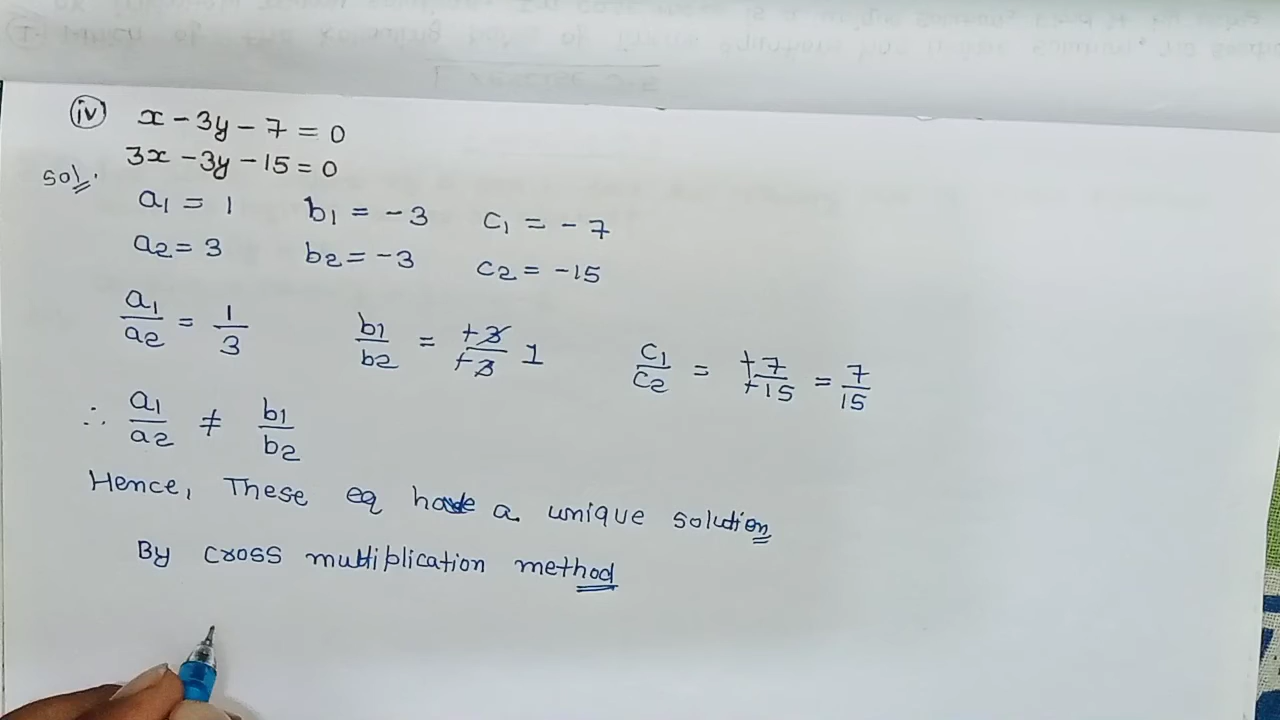 (iv) x - 3y - 7 = 0
3x - 3y - 15 = 0
Sol.
a1 = 1 b1 = -3 c1 = -7
a2 = 3 b2 = -3 c2 = -15
a1/a2 = 1/3 b1/b2 = +3/+3 1 c1/c2 = +7/+15 = 7/15
∴ a1/a2 ≠ b1/b2
Hence, These eq have a unique solution
By cross multiplication method